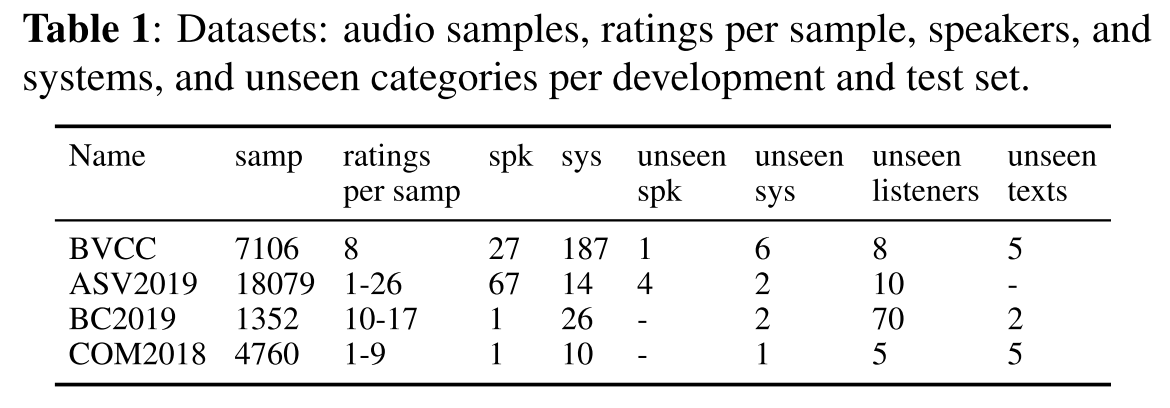 Table 1: Datasets: audio samples, ratings per sample, speakers, and
systems, and unseen categories per development and test set.
Name samp ratings per samp spk sys unseen spk unseen sys unseen listeners unseen texts
BVCC 7106 8 27 187 1 6 8 5
ASV2019 18079 1-26 67 14 4 2 10 -
BC2019 1352 10-17 1 26 - 2 70 2
COM2018 4760 1-9 1 10 - 1 5 5